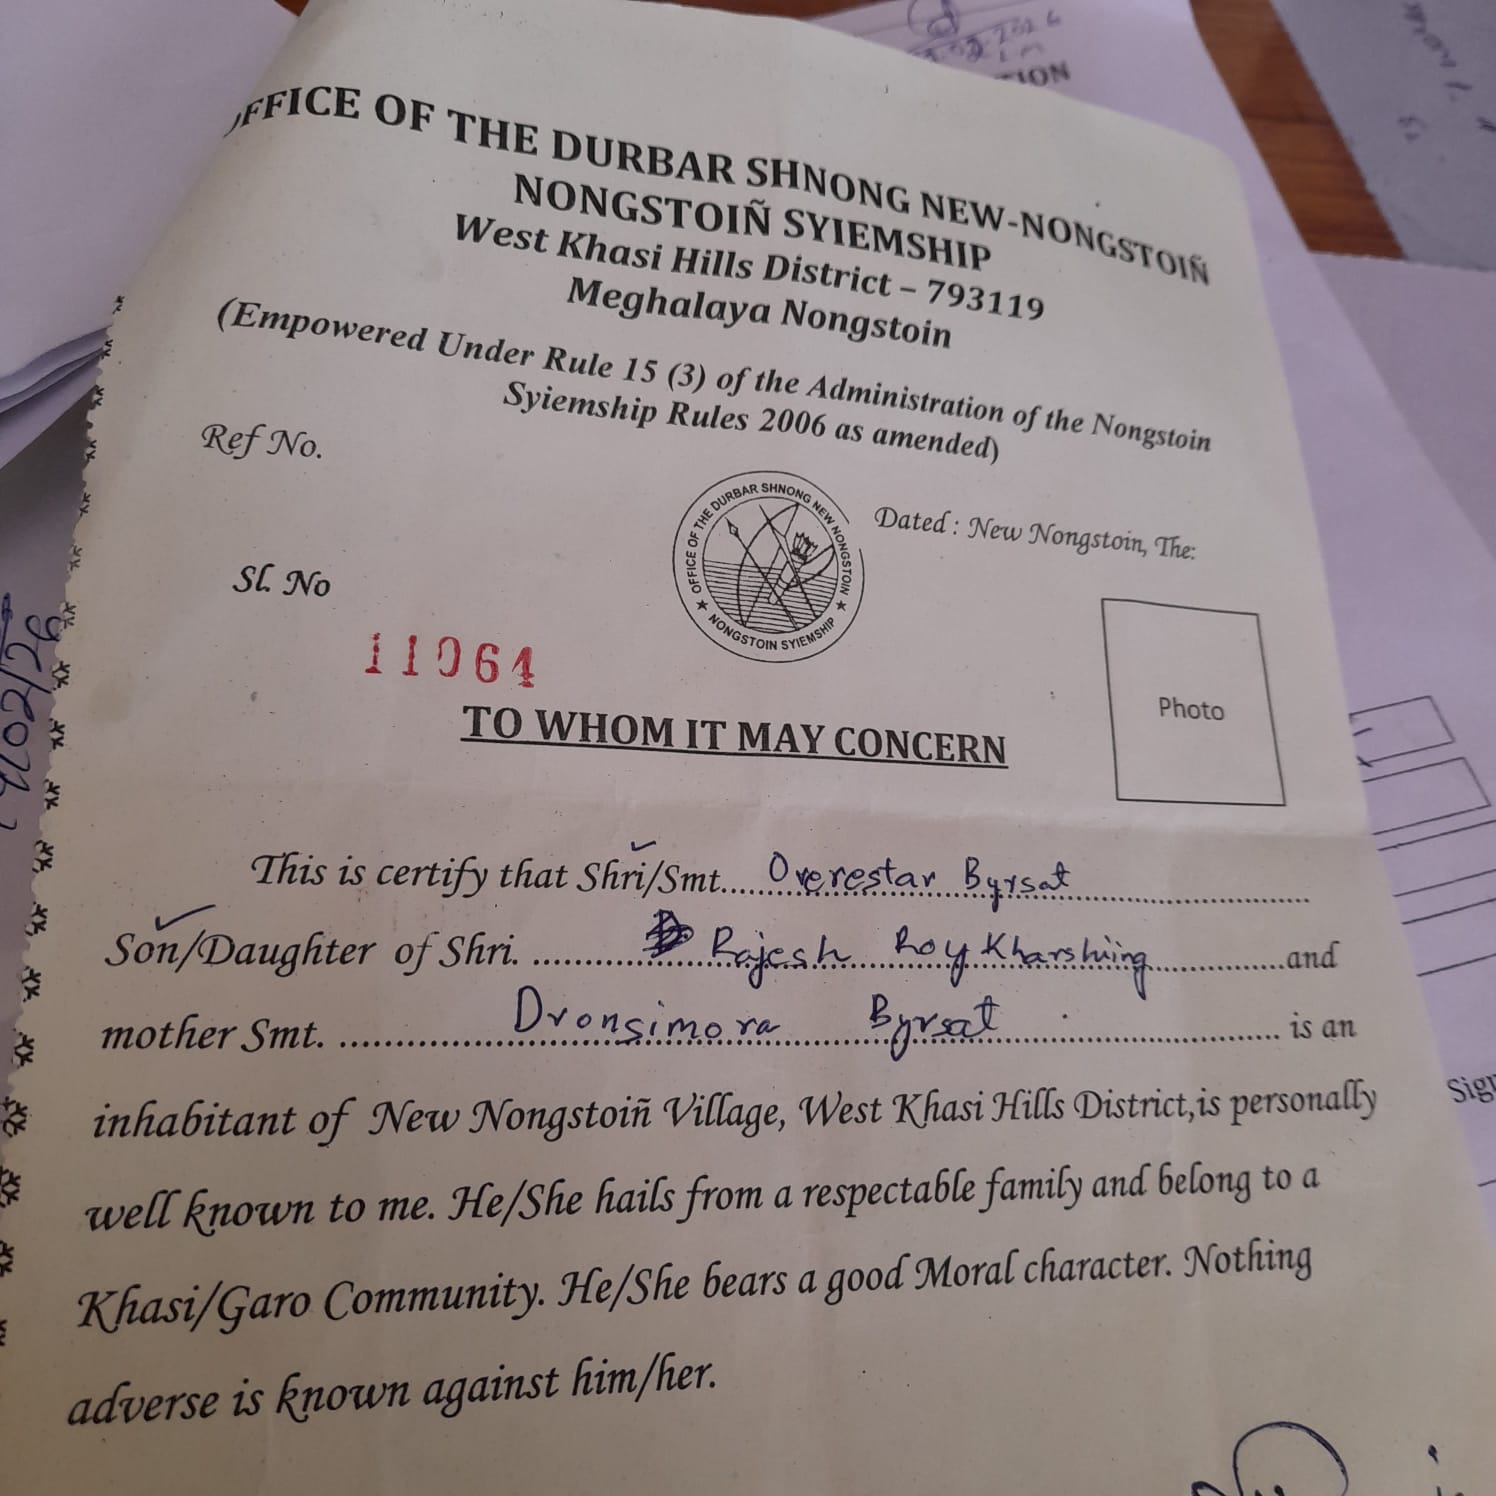 OFFICE OF THE DURBAR SHNONG NEW-NONGSTOIÑ
NONGSTOIÑ SYIEMSHIP
West Khasi Hills District – 793119
Meghalaya Nongstoin
(Empowered Under Rule 15 (3) of the Administration of the Nongstoin
Syiemship Rules 2006 as amended)
Ref No.
OFFICE OF THE DURBAR SHNONG NEW NONGSTOIN
★ NONGSTOIN SYIEMSHIP ★
Dated : New Nongstoin, The:
Sl. No
11064
Photo
TO WHOM IT MAY CONCERN
This is certify that Shri/Smt..... Overestar Byrsat
Son/Daughter of Shri. .......... Rajesh Roy Kharshiing ..........and
mother Smt. .......... Dronsimora Byrsat .......... is an
inhabitant of New Nongstoiñ Village, West Khasi Hills District,is personally
well known to me. He/She hails from a respectable family and belong to a
Khasi/Garo Community. He/She bears a good Moral character. Nothing
adverse is known against him/her.